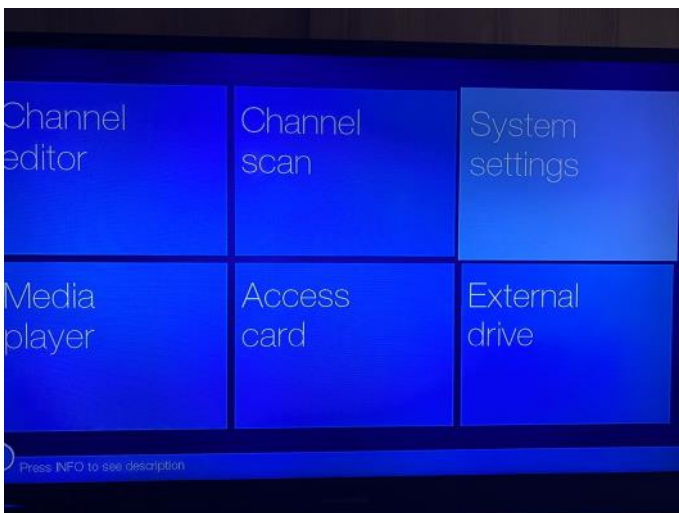 Channel
editor
Channel
scan
System
settings
Media
player
Access
card
External
drive
Press INFO to see description